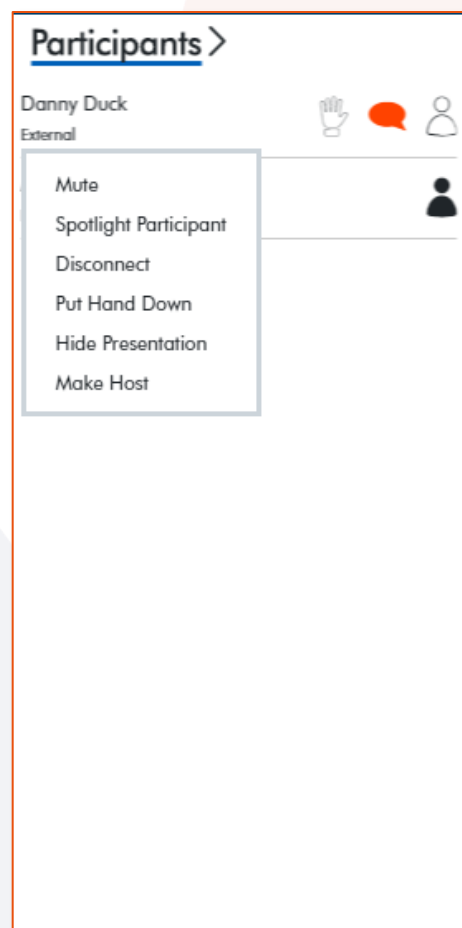 Participants >
Danny Duck
External
Mute
Spotlight Participant
Disconnect
Put Hand Down
Hide Presentation
Make Host